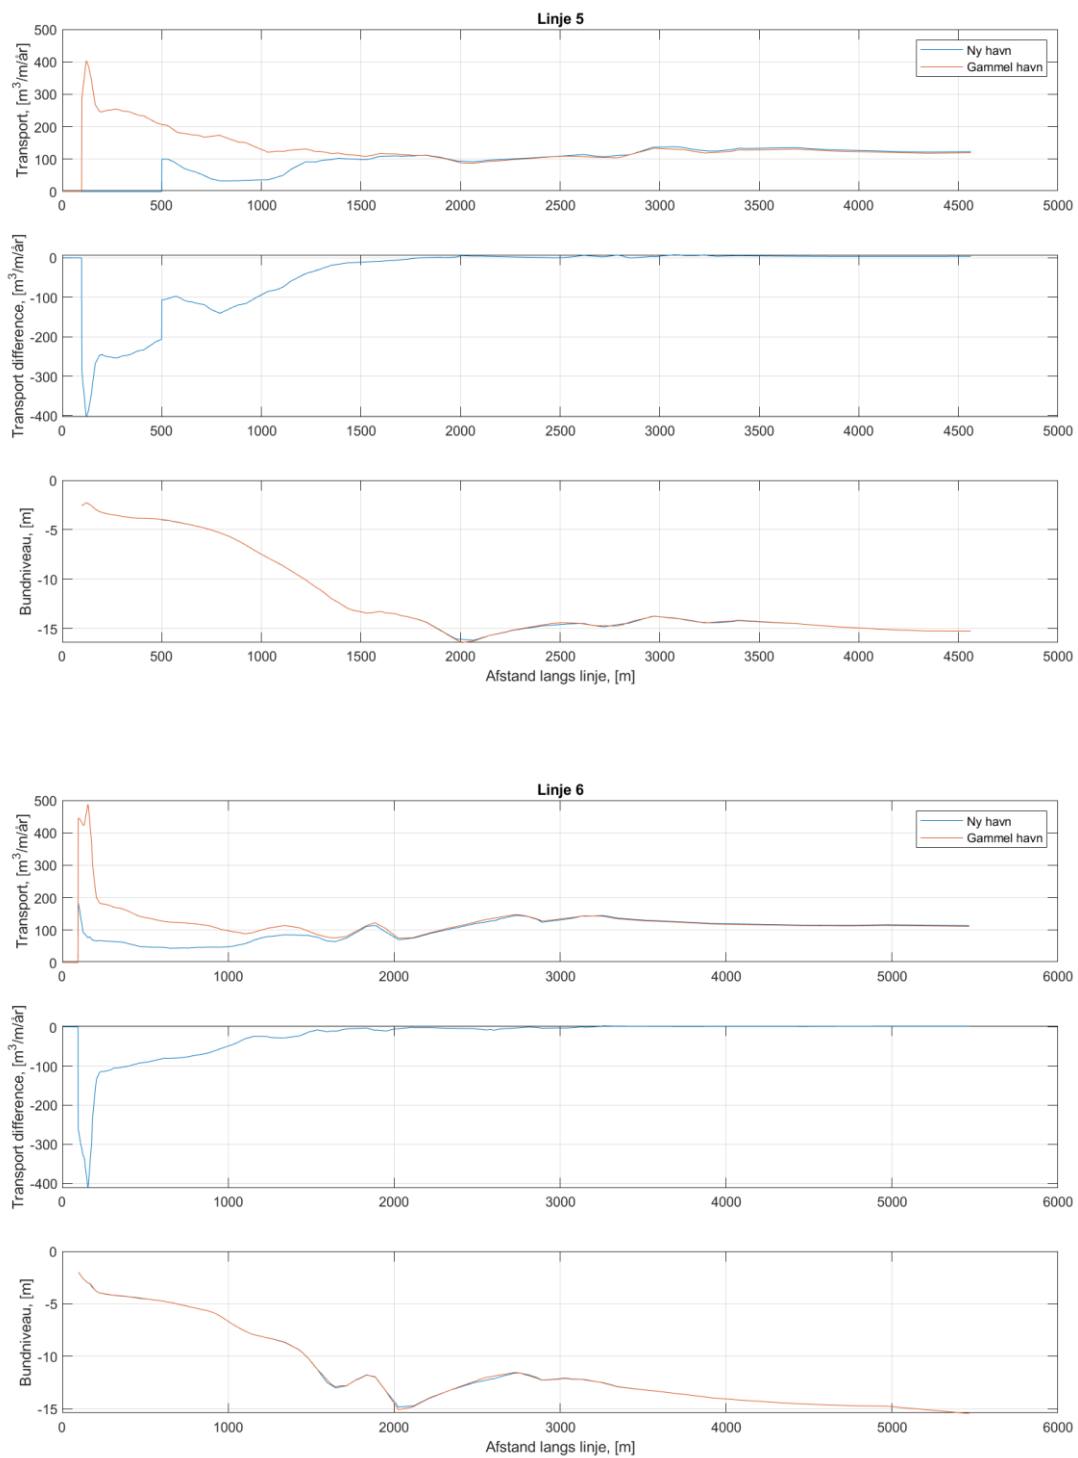 Linje 5
Transport, [m³/m/år]
500
400
300
200
100
0
Ny havn
Gammel havn
0 500 1000 1500 2000 2500 3000 3500 4000 4500 5000
Transport difference, [m³/m/år]
0
-100
-200
-300
-400
0 500 1000 1500 2000 2500 3000 3500 4000 4500 5000
Bundniveau, [m]
0
-5
-10
-15
0 500 1000 1500 2000 2500 3000 3500 4000 4500 5000
Afstand langs linje, [m]
Linje 6
Transport, [m³/m/år]
500
400
300
200
100
0
Ny havn
Gammel havn
0 1000 2000 3000 4000 5000 6000
Transport difference, [m³/m/år]
0
-100
-200
-300
-400
0 1000 2000 3000 4000 5000 6000
Bundniveau, [m]
0
-5
-10
-15
0 1000 2000 3000 4000 5000 6000
Afstand langs linje, [m]